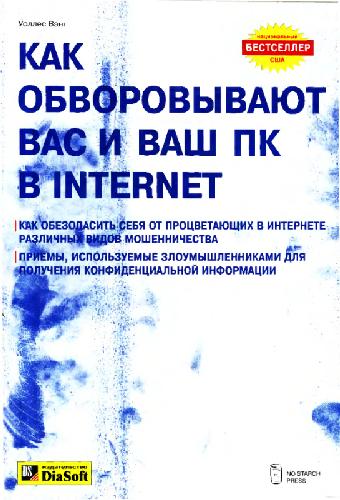 Уоллес Вэнг
НАЦИОНАЛЬНЫЙ
БЕСТСЕЛЛЕР
США
КАК
ОБВОРОВЫВАЮТ
ВАС И ВАШ ПК
В INTERNET
КАК ОБЕЗОПАСИТЬ СЕБЯ ОТ ПРОЦВЕТАЮЩИХ В ИНТЕРНЕТЕ
РАЗЛИЧНЫХ ВИДОВ МОШЕННИЧЕСТВА
ПРИЕМЫ, ИСПОЛЬЗУЕМЫЕ ЗЛОУМЫШЛЕННИКАМИ ДЛЯ
ПОЛУЧЕНИЯ КОНФИДЕНЦИАЛЬНОЙ ИНФОРМАЦИИ
DS
ИЗДАТЕЛЬСТВО
DiaSoft
NO STARCH
PRESS